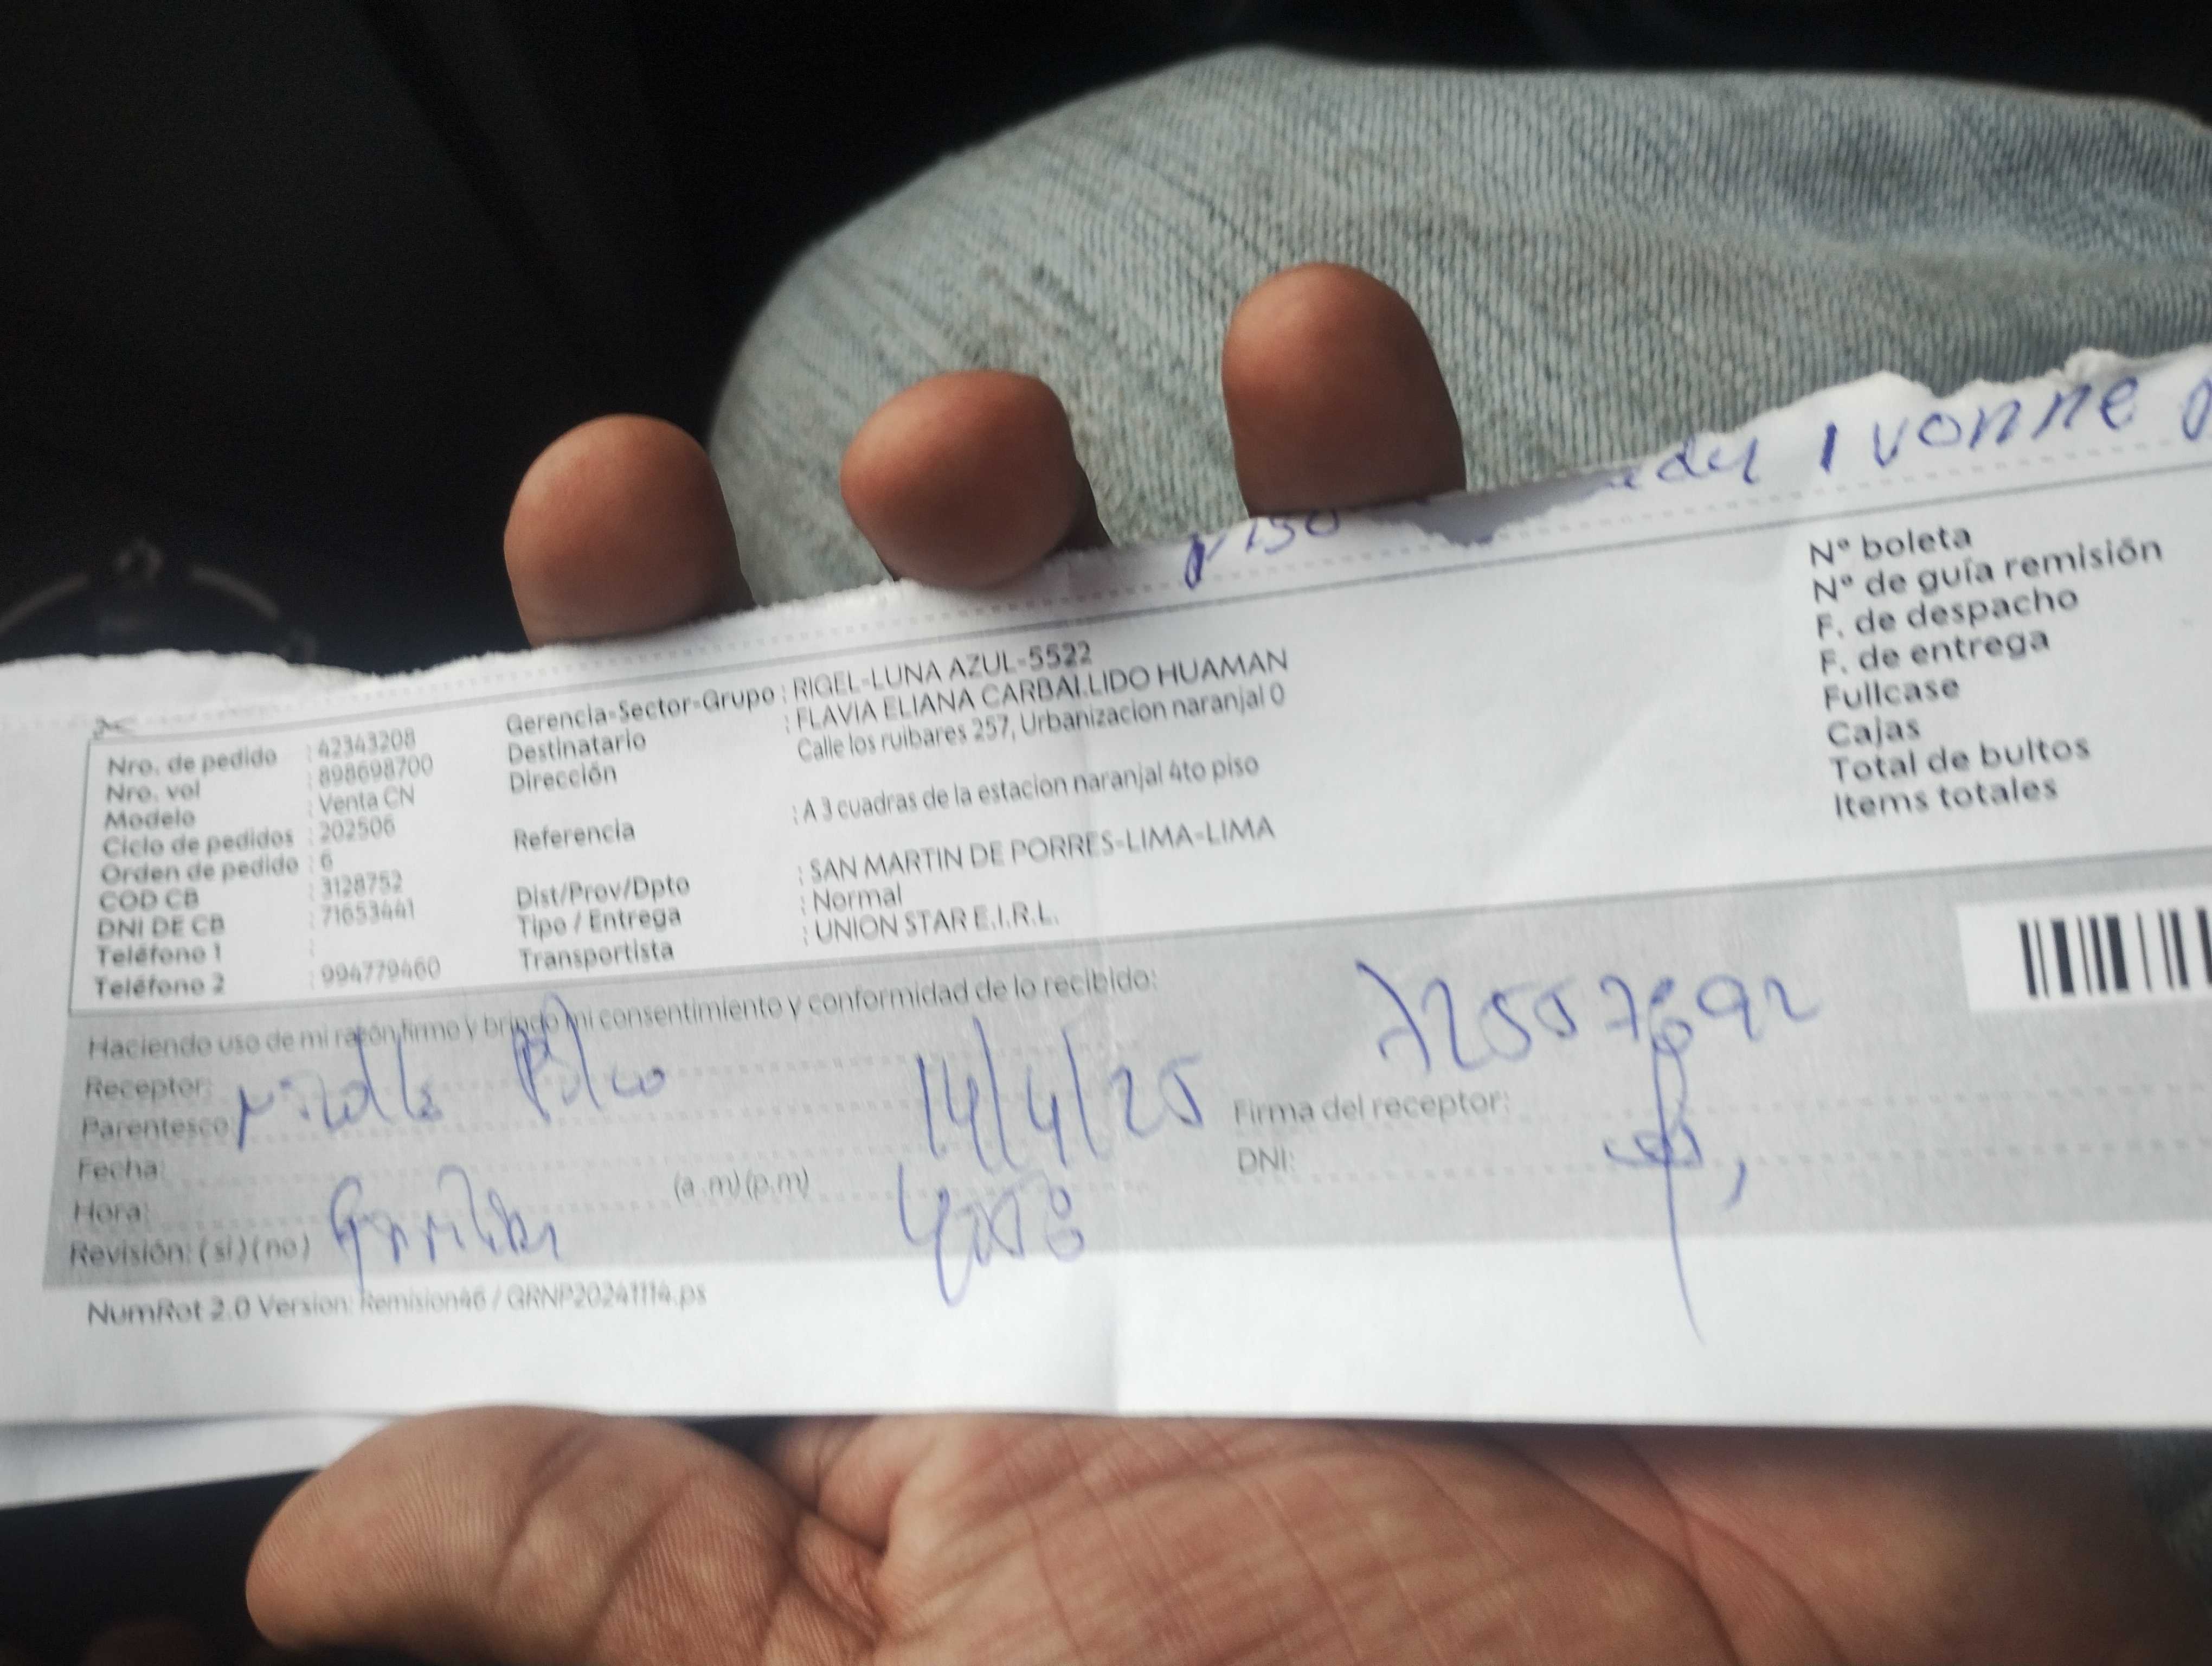 piso Ivonne
Nro. de pedido : 42343208
Nro. vol : 898698700
Modelo : Venta CN
Ciclo de pedidos : 202506
Orden de pedido : 6
COD CB : 3128752
DNI DE CB : 71653441
Teléfono 1 :
Teléfono 2 : 994779460
Gerencia-Sector-Grupo : RIGEL-LUNA AZUL-5522
Destinatario : FLAVIA ELIANA CARBALLIDO HUAMAN
Dirección Calle los ruibares 257, Urbanizacion naranjal 0
Referencia : A 3 cuadras de la estacion naranjal 4to piso
Dist/Prov/Dpto : SAN MARTIN DE PORRES-LIMA-LIMA
Tipo / Entrega : Normal
Transportista : UNION STAR E.I.R.L.
N° boleta
N° de guía remisión
F. de despacho
F. de entrega
Fullcase
Cajas
Total de bultos
Items totales
Haciendo uso de mi razón firmo y brindo mi consentimiento y conformidad de lo recibido:
Receptor:
Parentesco:
Fecha: 14/4/25
Hora: (a.m)(p.m)
Revisión: (si)(no)
72557692
Firma del receptor:
DNI:
NumRot 2.0 Version: Remision46 / GRNP20241114.ps